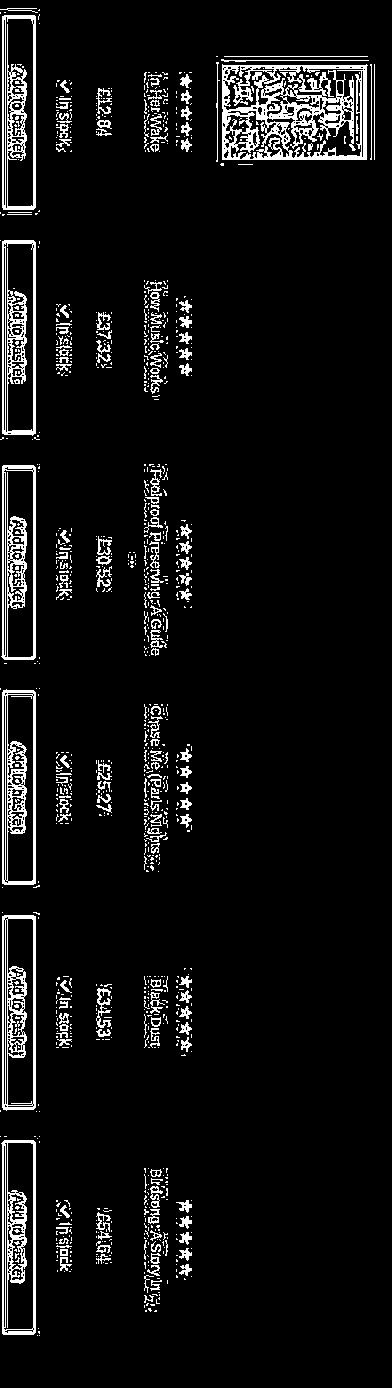 In Her Wake
£12.84
In stock
Add to basket
How Music Works
£37.32
In stock
Add to basket
Foolproof Preserving: A Guide
...
£30.52
In stock
Add to basket
Chase Me (Paris Nights ...
£25.27
In stock
Add to basket
Black Dust
£34.53
In stock
Add to basket
Birdsong: A Story in ...
£54.64
In stock
Add to basket